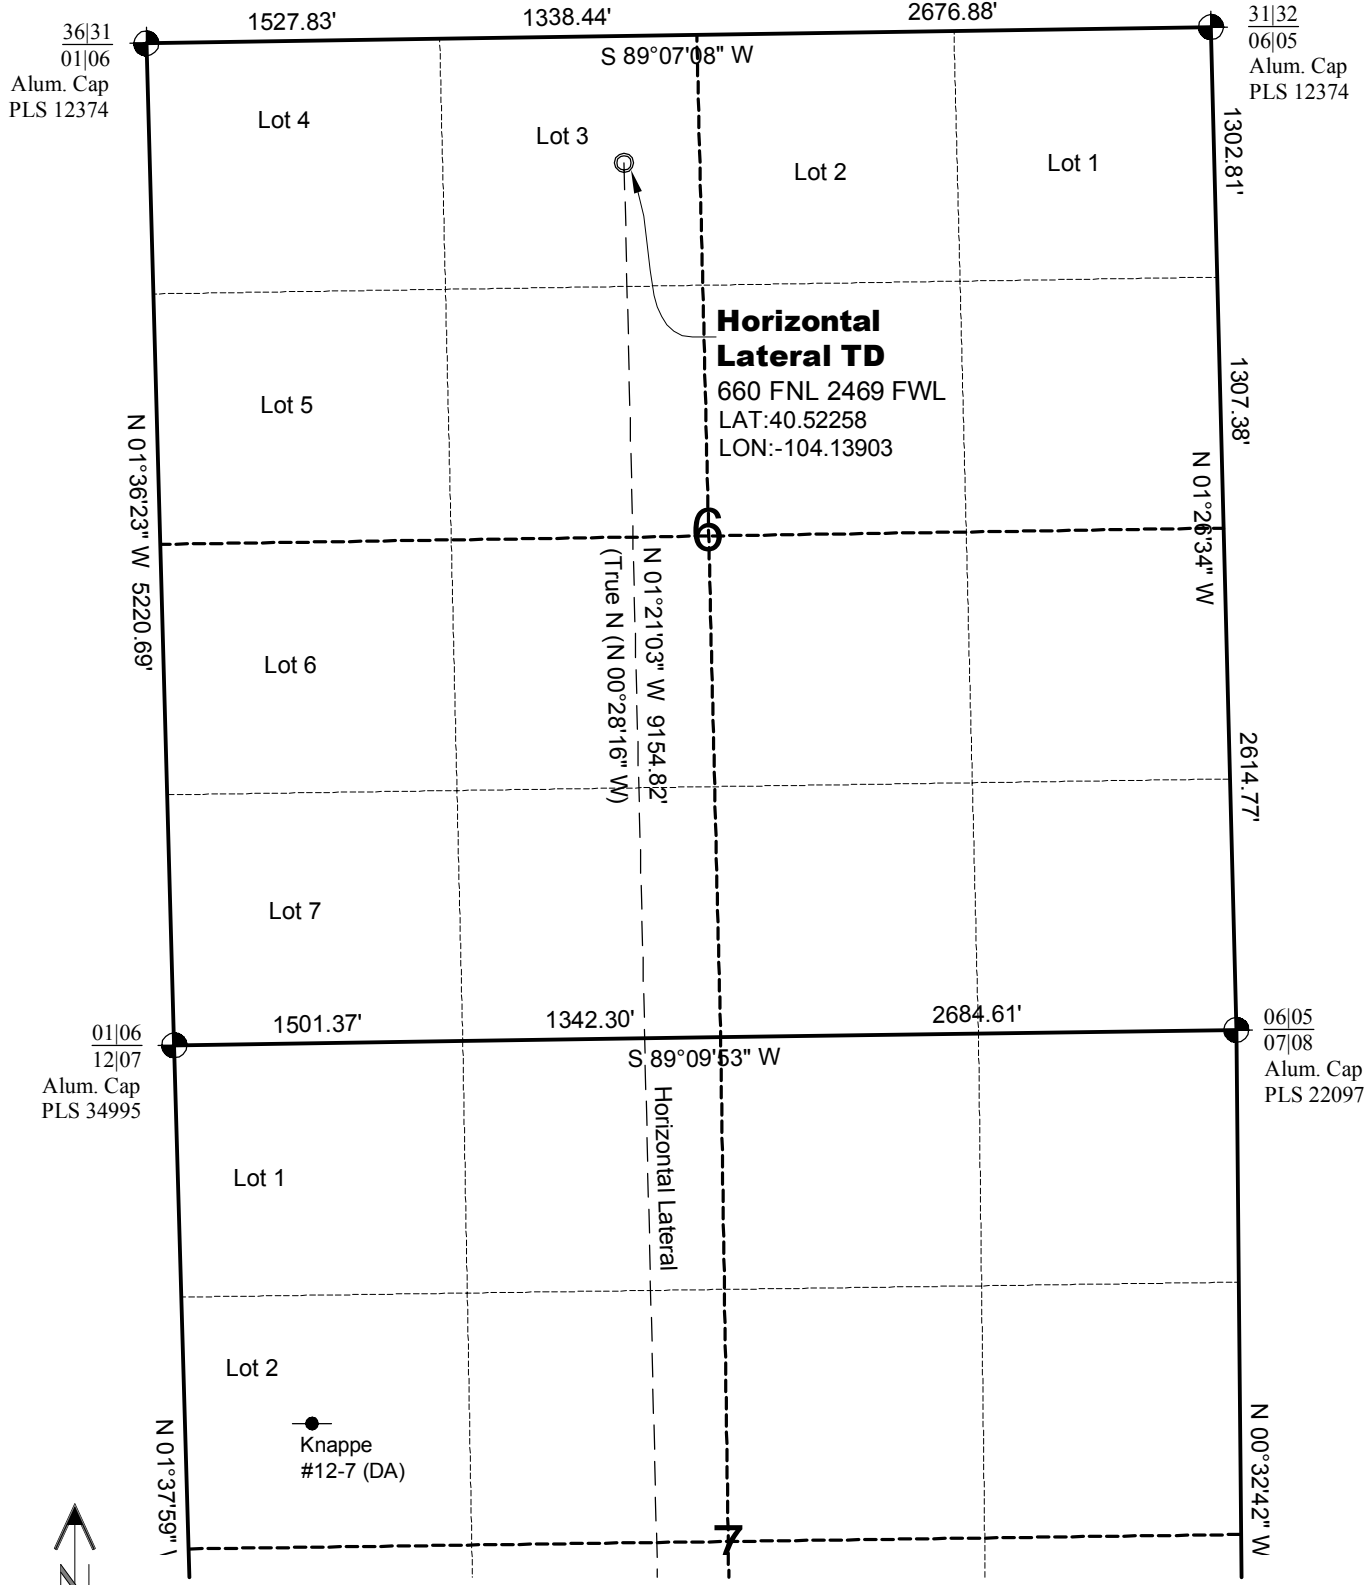 1527.83'
1338.44'
2676.88'
36|31
01|06
Alum. Cap
PLS 12374
31|32
06|05
Alum. Cap
PLS 12374
S 89°07'08" W
Lot 4
Lot 3
Lot 2
Lot 1
1302.81'
Horizontal
Lateral TD
660 FNL 2469 FWL
LAT:40.52258
LON:-104.13903
Lot 5
1307.38'
N 01°36'23" W 5220.69'
N 01°26'34" W
6
N 01°21'03" W 9154.82'
(True N (N 00°28'16" W)
Lot 6
2614.77'
Lot 7
1501.37'
1342.30'
2684.61'
01|06
12|07
Alum. Cap
PLS 34995
06|05
07|08
Alum. Cap
PLS 22097
S 89°09'53" W
Horizontal Lateral
Lot 1
Lot 2
Knappe
#12-7 (DA)
N 01°37'59"
N 00°32'42" W
7
N